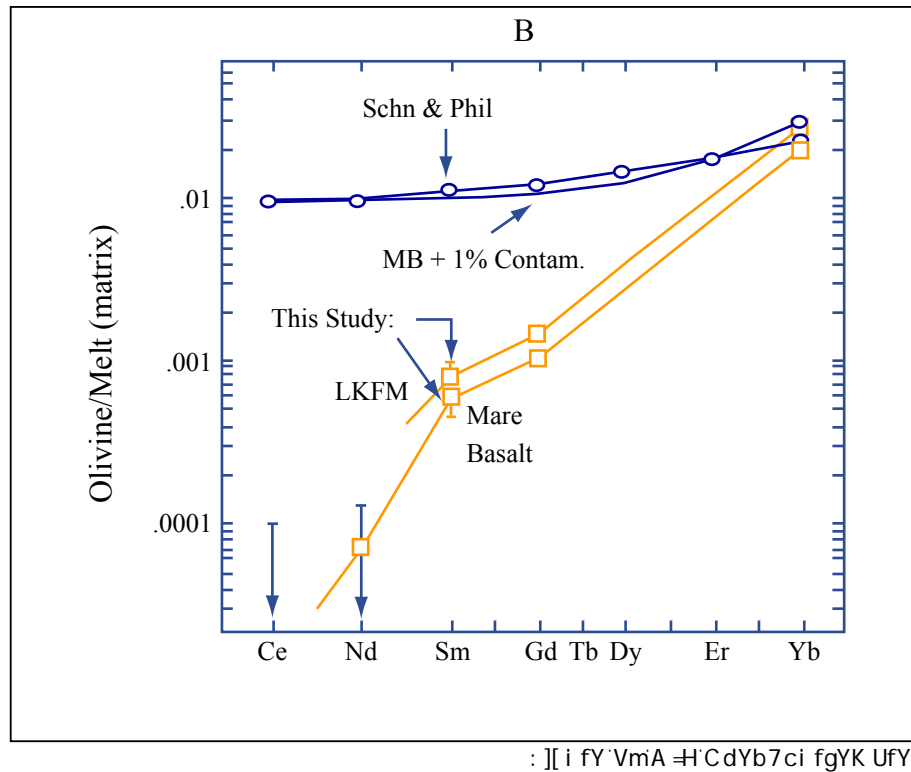 B
Schn & Phil
MB + 1% Contam.
This Study:
LKFM
Mare
Basalt
Olivine/Melt (matrix)
.01
.001
.0001
Ce Nd Sm Gd Tb Dy Er Yb